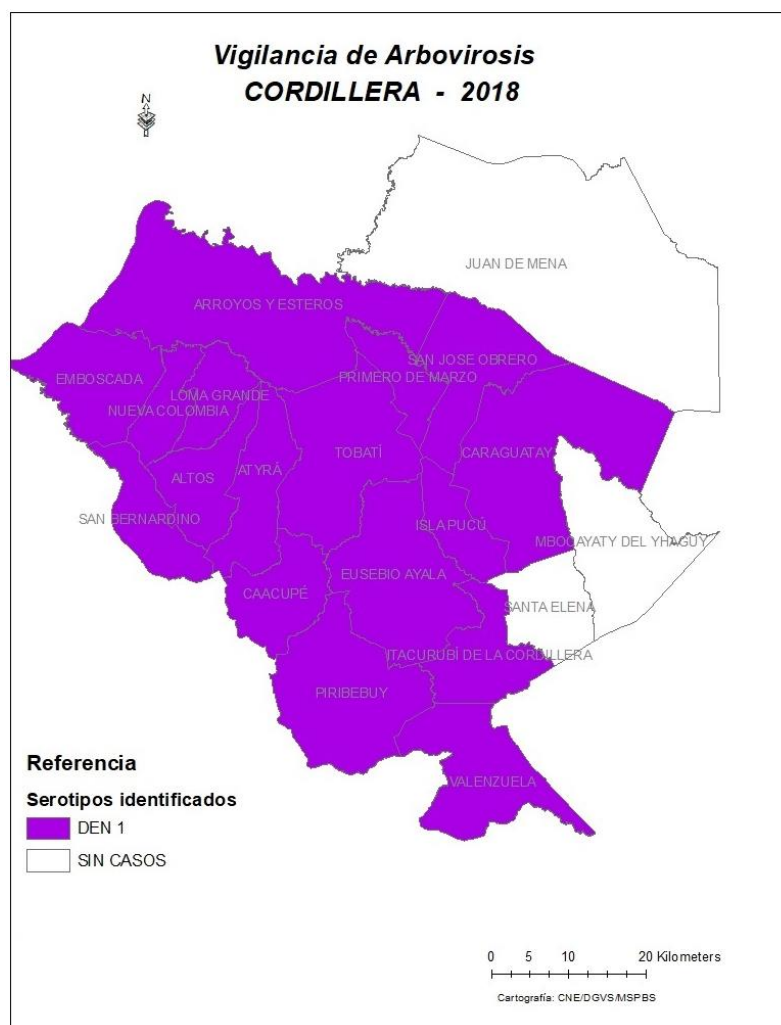 Vigilancia de Arbovirosis
CORDILLERA - 2018
N
JUAN DE MENA
ARROYOS Y ESTEROS
SAN JOSE OBRERO
EMBOSCADA
PRIMERO DE MARZO
LOMA GRANDE
NUEVA COLOMBIA
TOBATÍ
CARAGUATAY
ATYRÁ
ALTOS
SAN BERNARDINO
ISLA PUCÚ
MBOCAYATY DEL YHAGUY
EUSEBIO AYALA
CAACUPÉ
SANTA ELENA
ITACURUBÍ DE LA CORDILLERA
PIRIBEBUY
VALENZUELA
Referencia
Serotipos identificados
DEN 1
SIN CASOS
0 5 10 20 Kilometers
Cartografía: CNE/DGVS/MSPBS